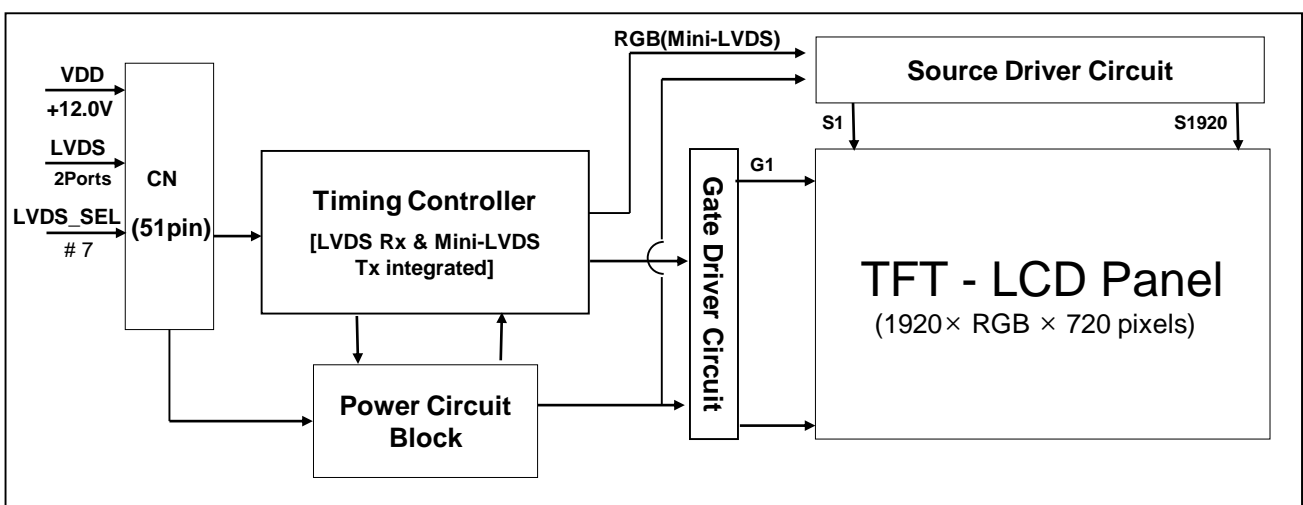 RGB(Mini-LVDS)
Source Driver Circuit
VDD
+12.0V
S1
S1920
LVDS
2Ports
CN
(51pin)
LVDS_SEL
# 7
Timing Controller
[LVDS Rx & Mini-LVDS
Tx integrated]
G1
Gate Driver Circuit
TFT - LCD Panel
(1920× RGB × 720 pixels)
Power Circuit
Block